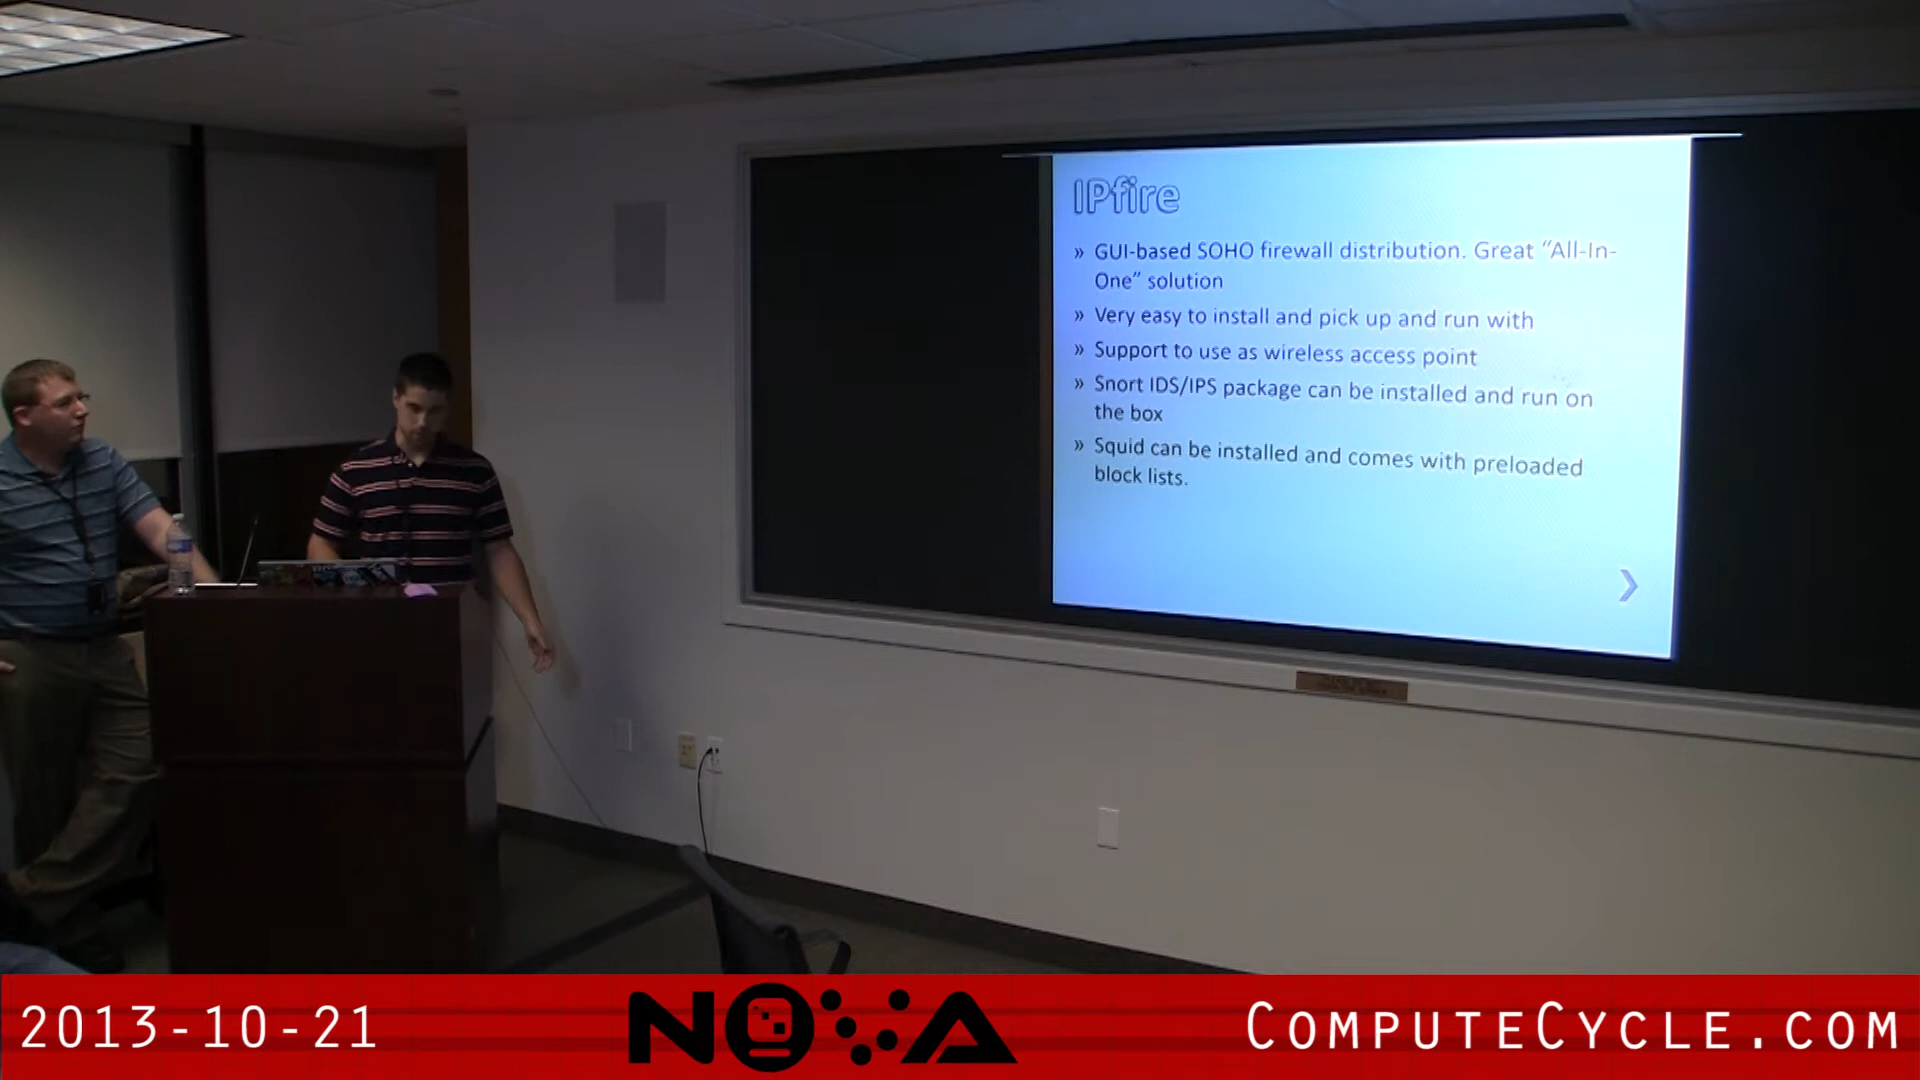 IPfire
» GUI-based SOHO firewall distribution. Great “All-In-
One” solution
» Very easy to install and pick up and run with
» Support to use as wireless access point
» Snort IDS/IPS package can be installed and run on
the box
» Squid can be installed and comes with preloaded
block lists.
2013-10-21
NOVA
COMPUTECYCLE.COM